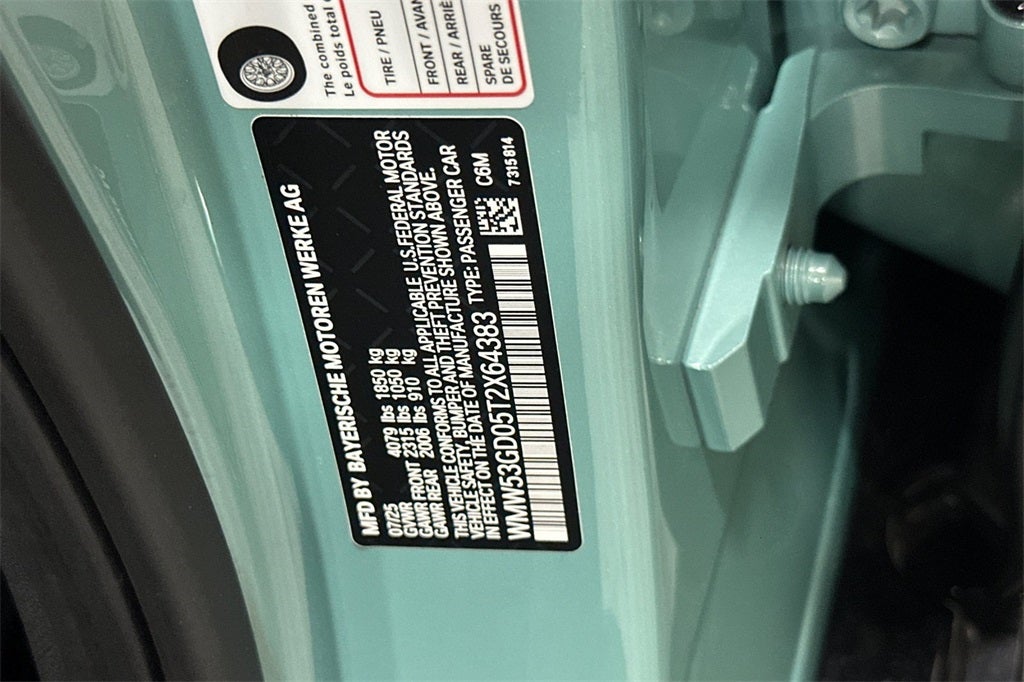 The combined
Le poids total
TIRE / PNEU
FRONT / AVAN
REAR / ARRIÈ
SPARE
DE SECOURS
MFD BY BAYERISCHE MOTOREN WERKE AG
07/25
GVWR 4079 lbs 1850 kg
GAWR FRONT 2315 lbs 1050 kg
GAWR REAR 2006 lbs 910 kg
THIS VEHICLE CONFORMS TO ALL APPLICABLE U.S. FEDERAL MOTOR
VEHICLE SAFETY, BUMPER AND THEFT PREVENTION STANDARDS
IN EFFECT ON THE DATE OF MANUFACTURE SHOWN ABOVE.
WMW53GD05T2X64383 TYPE: PASSENGER CAR
C6M
7 315 814